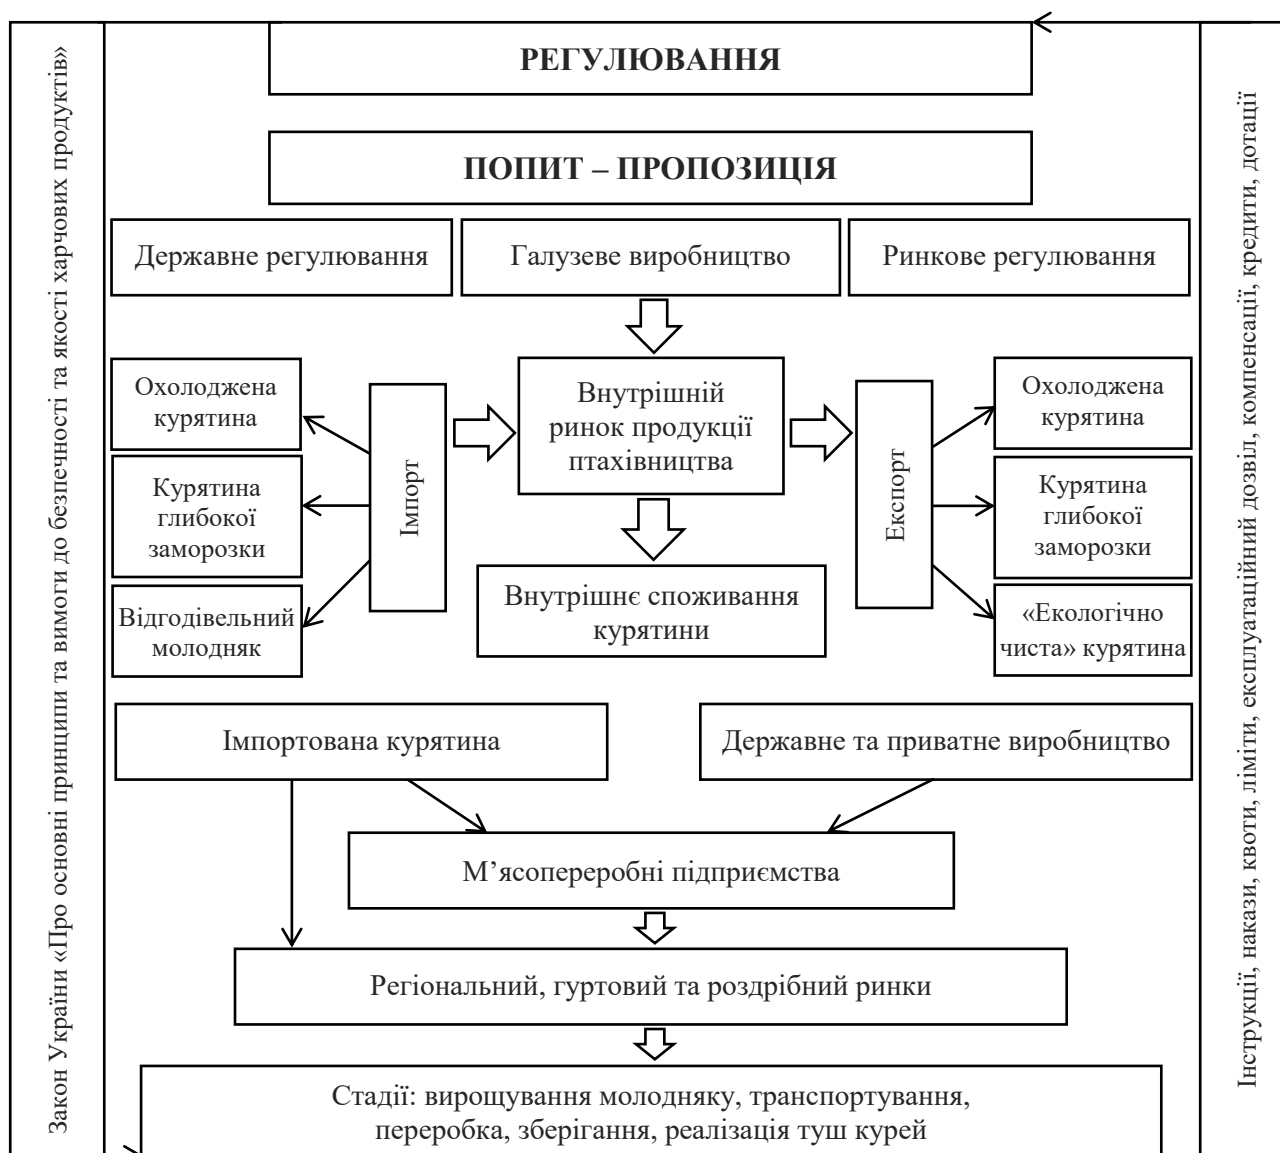 РЕГУЛЮВАННЯ
ПОПИТ – ПРОПОЗИЦІЯ
Державне регулювання
Галузеве виробництво
Ринкове регулювання
Охолоджена
курятина
Курятина
глибокої
заморозки
Відгодівельний
молодняк
Імпорт
Внутрішній
ринок продукції
птахівництва
Внутрішнє споживання
курятини
Експорт
Охолоджена
курятина
Курятина
глибокої
заморозки
«Екологічно
чиста» курятина
Імпортована курятина
Державне та приватне виробництво
М’ясопереробні підприємства
Регіональний, гуртовий та роздрібний ринки
Стадії: вирощування молодняку, транспортування,
переробка, зберігання, реалізація туш курей
Закон України «Про основні принципи та вимоги до безпечності та якості харчових продуктів»
Інструкції, накази, квоти, ліміти, експлуатаційний дозвіл, компенсації, кредити, дотації